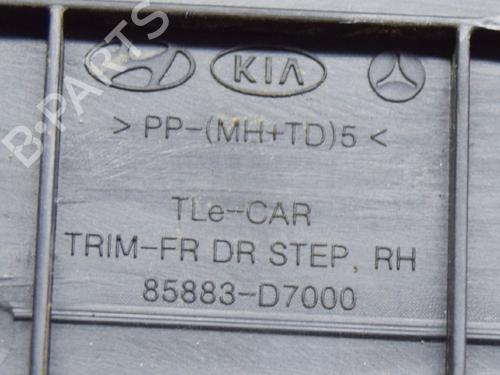 KIA
> PP-(MH+TD)5 <
TLe-CAR
TRIM-FR DR STEP, RH
85883-D7000
B-PARTS